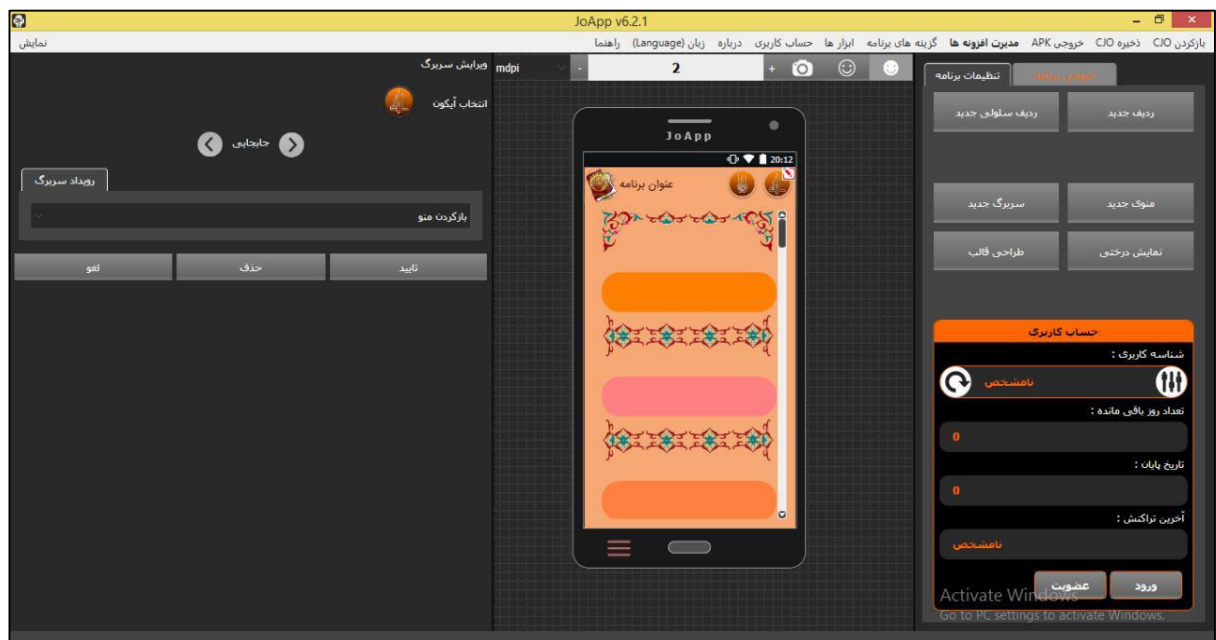 JoApp v6.2.1
بازکردن CJO ذخیره CJO خروجی APK مدیرت افزونه ها گزینه های برنامه ابزار ها حساب کاربری درباره زبان (Language) راهنما
نمایش
تنظیمات برنامه
ردیف جدید
ردیف سلولی جدید
منوی جدید
سربرگ جدید
نمایش درختی
طراحی قالب
حساب کاربری
شناسه کاربری :
نامشخص
تعداد روز باقی مانده :
0
تاریخ پایان :
0
آخرین تراکنش :
نامشخص
ورود
عضویت
Activate Windows
Go to PC settings to activate Windows.
mdpi
-
2
+
JoApp
20:12
عنوان برنامه
ویرایش سربرگ
انتخاب آیکون
جابجایی
رویداد سربرگ
بازکردن منو
تایید
حذف
لغو